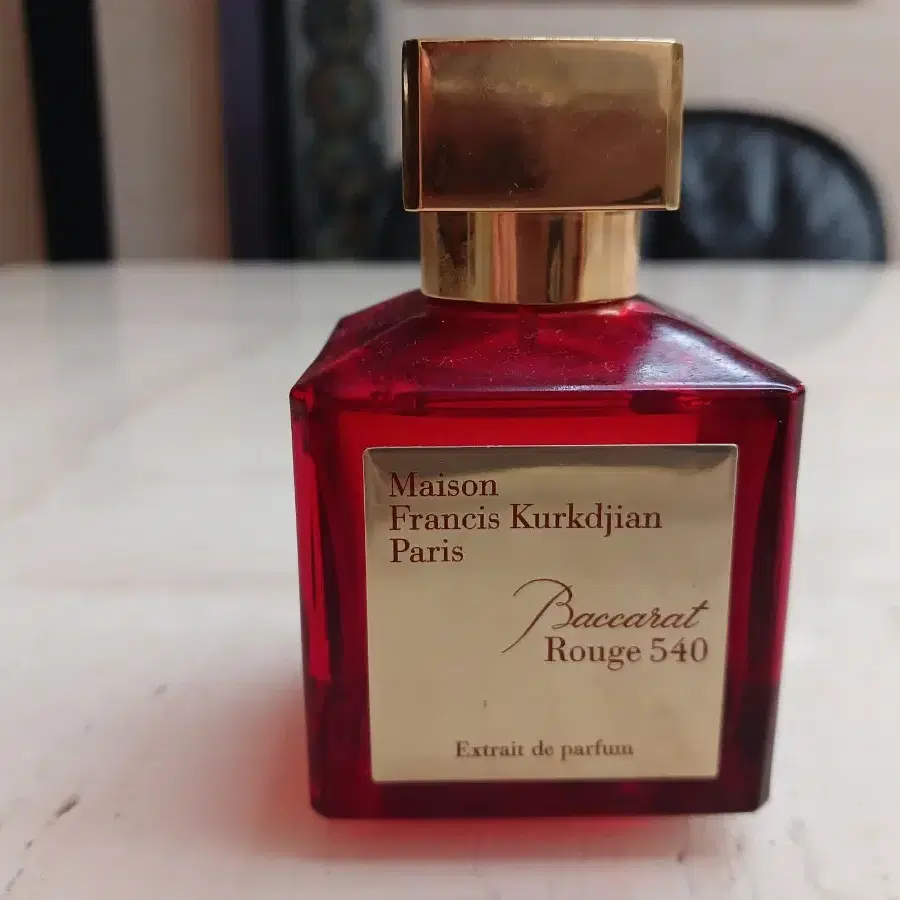 Maison
Francis Kurkdjian
Paris
Baccarat
Rouge 540
Extrait de parfum